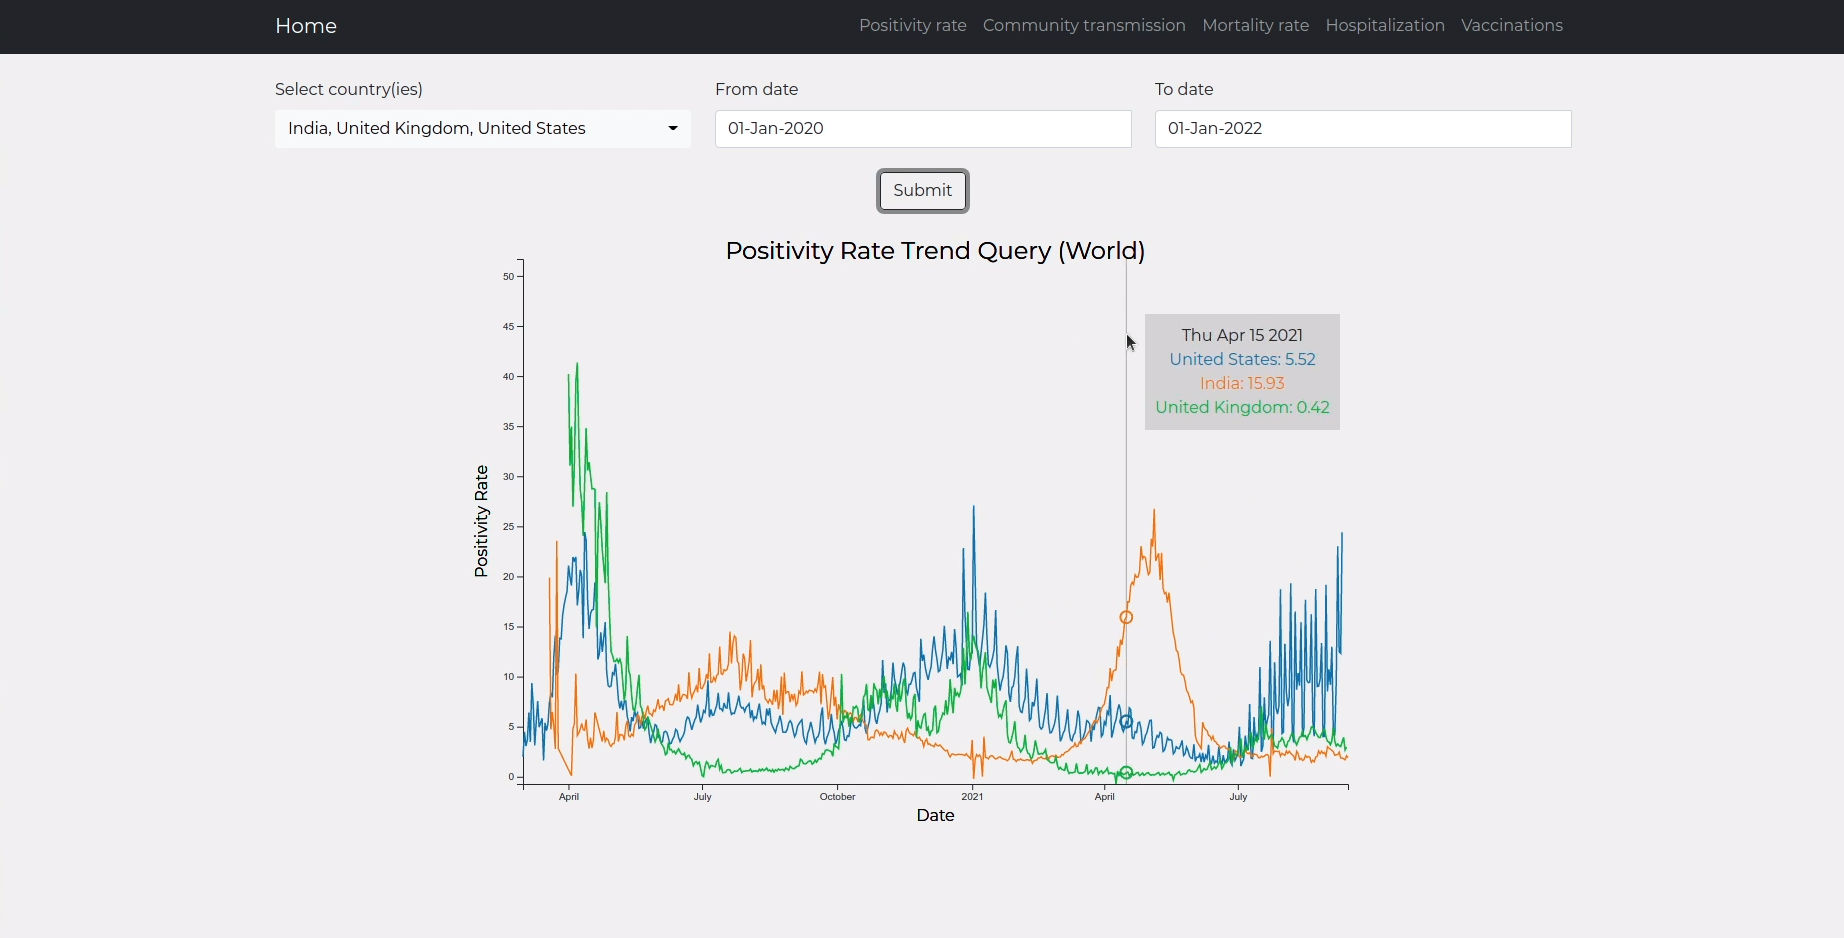 Home Positivity rate Community transmission Mortality rate Hospitalization Vaccinations
Select country(ies) From date To date
India, United Kingdom, United States 01-Jan-2020 01-Jan-2022
Submit
Positivity Rate Trend Query (World)
50
45
40
35
30
25
20
15
10
5
0
Positivity Rate
Thu Apr 15 2021
United States: 5.52
India: 15.93
United Kingdom: 0.42
April July October 2021 April July
Date